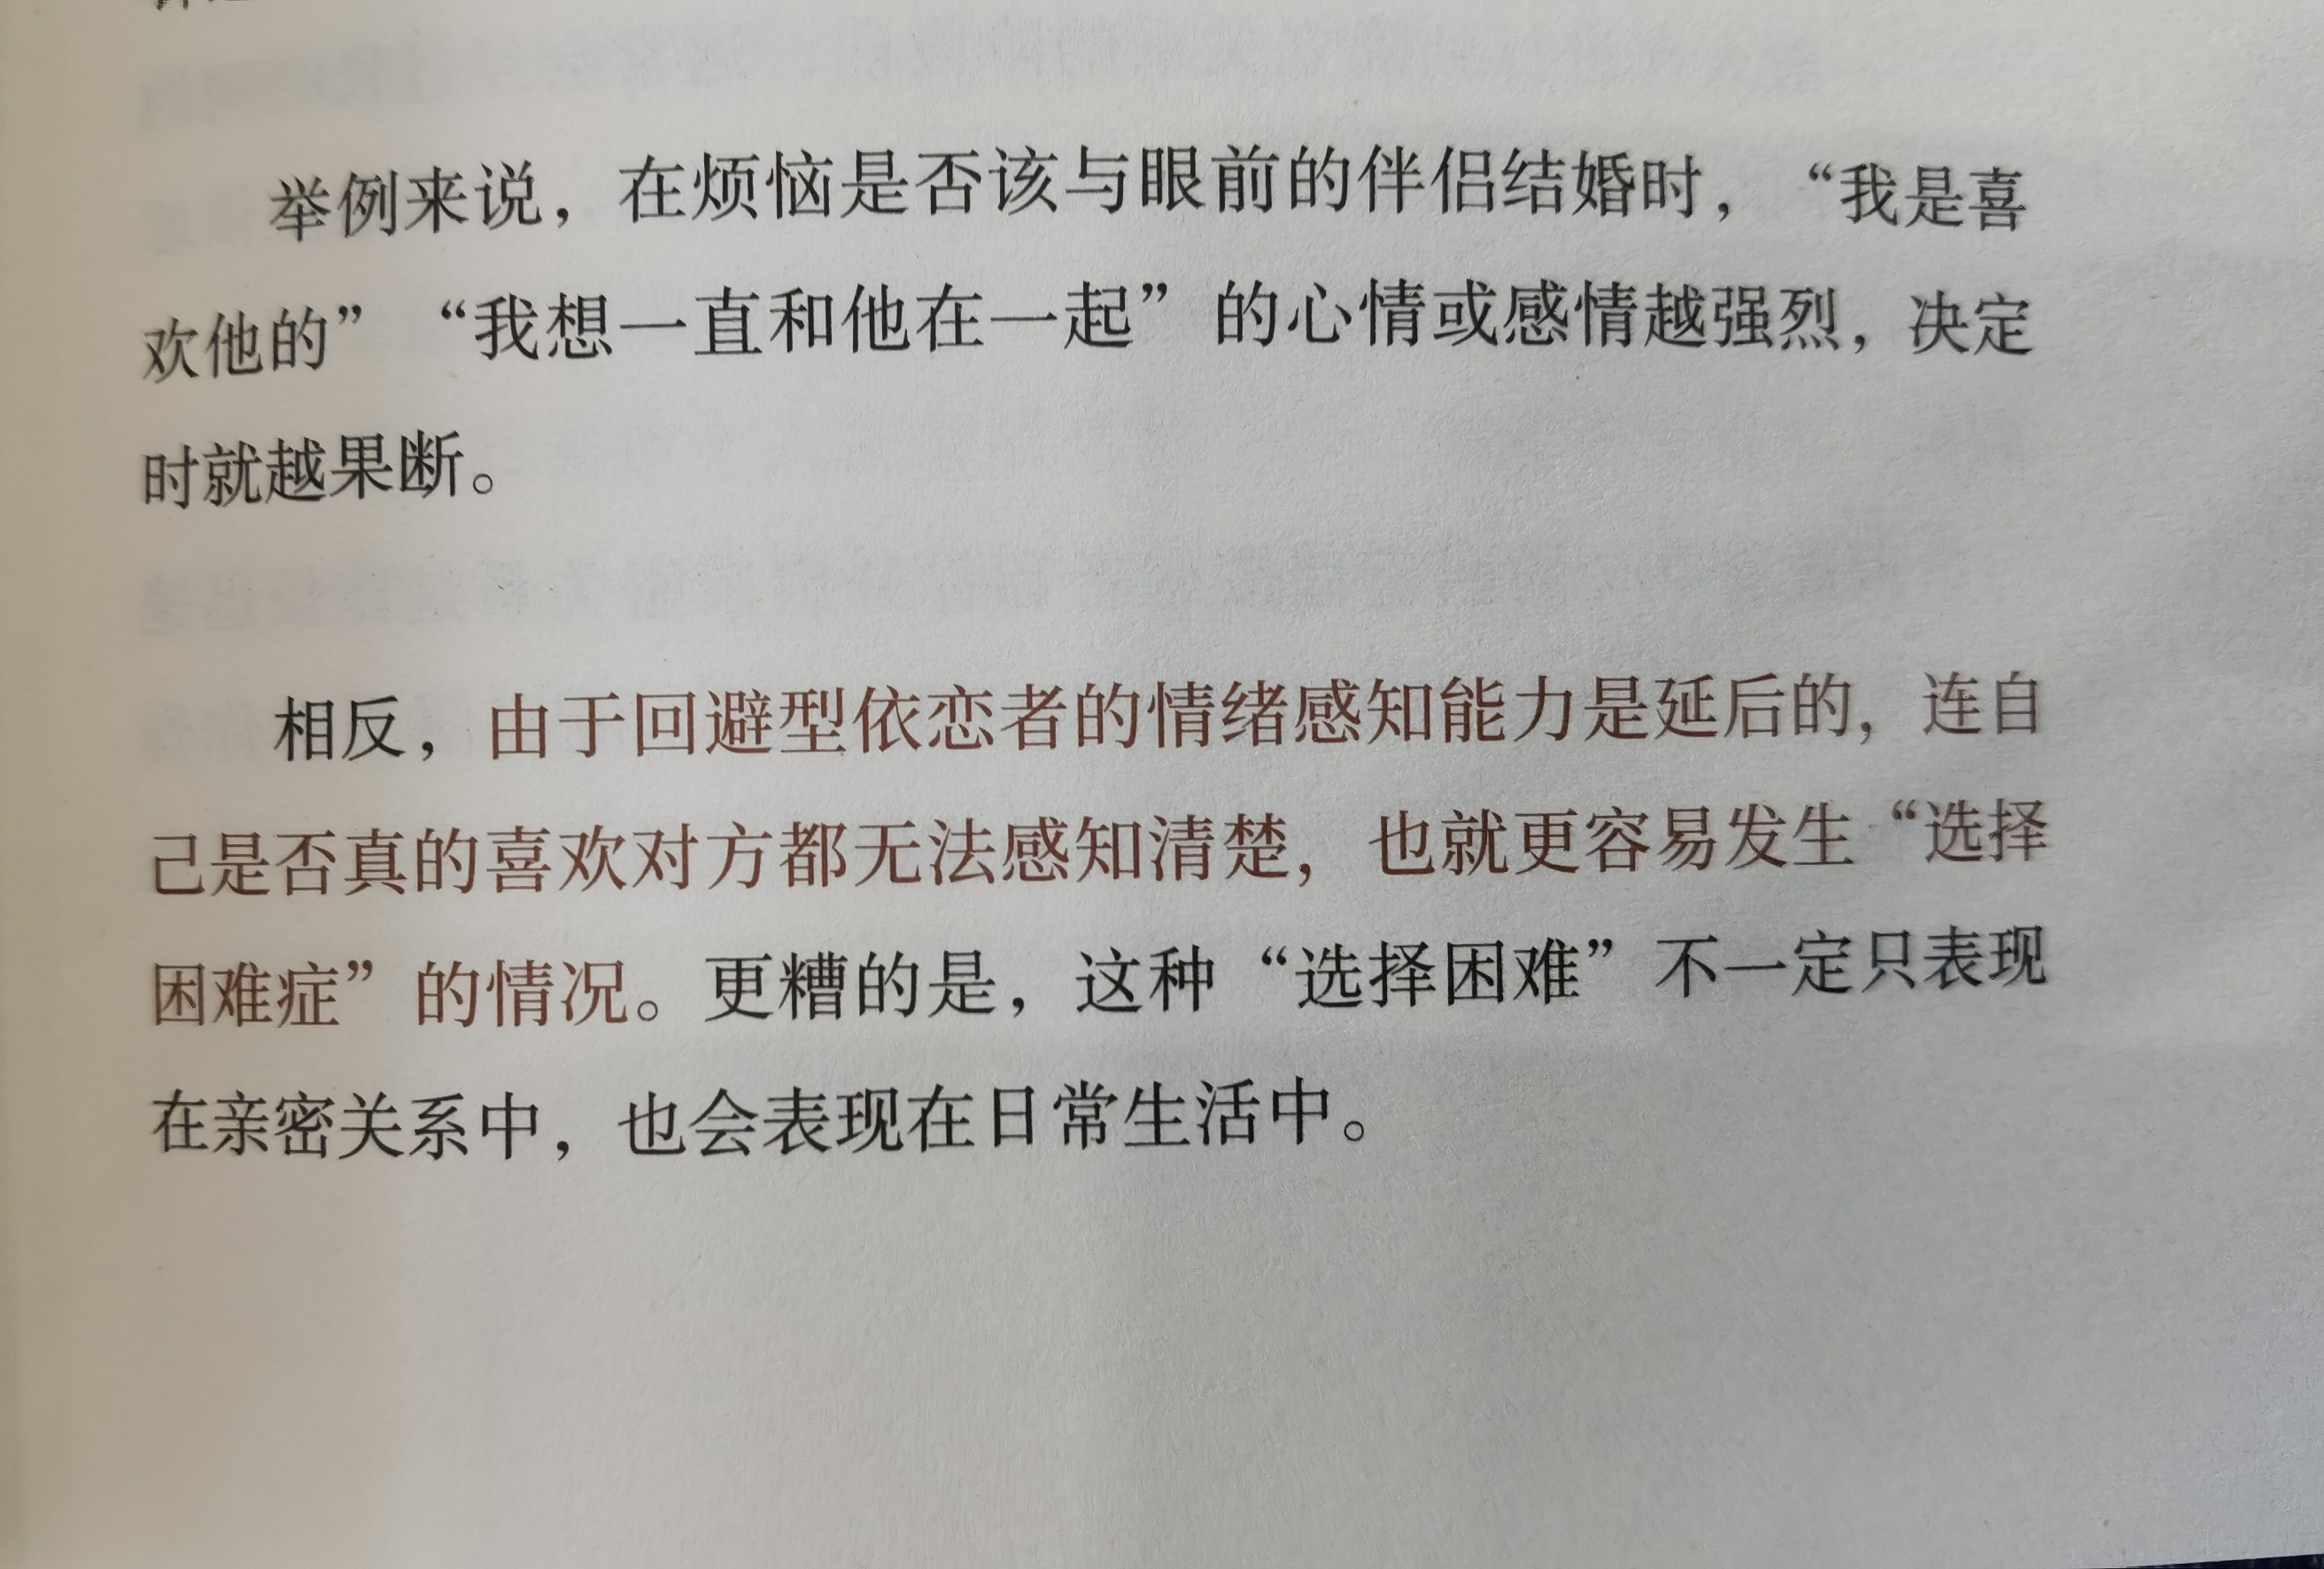 举例来说，在烦恼是否该与眼前的伴侣结婚时，“我是喜
欢他的”“我想一直和他在一起”的心情或感情越强烈，决定
时就越果断。
相反，由于回避型依恋者的情绪感知能力是延后的，连自
己是否真的喜欢对方都无法感知清楚，也就更容易发生“选择
困难症”的情况。更糟的是，这种“选择困难”不一定只表现
在亲密关系中，也会表现在日常生活中。